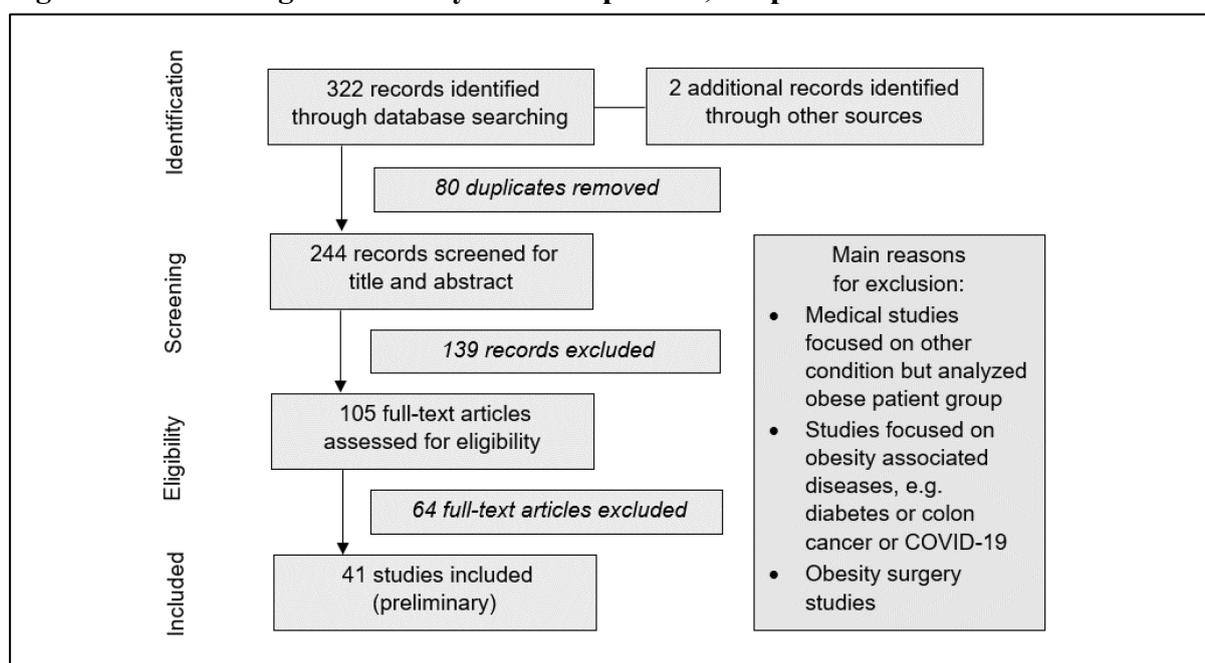 Identification
322 records identified
through database searching
2 additional records identified
through other sources
80 duplicates removed
Screening
244 records screened for
title and abstract
139 records excluded
Eligibility
105 full-text articles
assessed for eligibility
64 full-text articles excluded
Included
41 studies included
(preliminary)
Main reasons
for exclusion:
• Medical studies
focused on other
condition but analyzed
obese patient group
• Studies focused on
obesity associated
diseases, e.g.
diabetes or colon
cancer or COVID-19
• Obesity surgery
studies